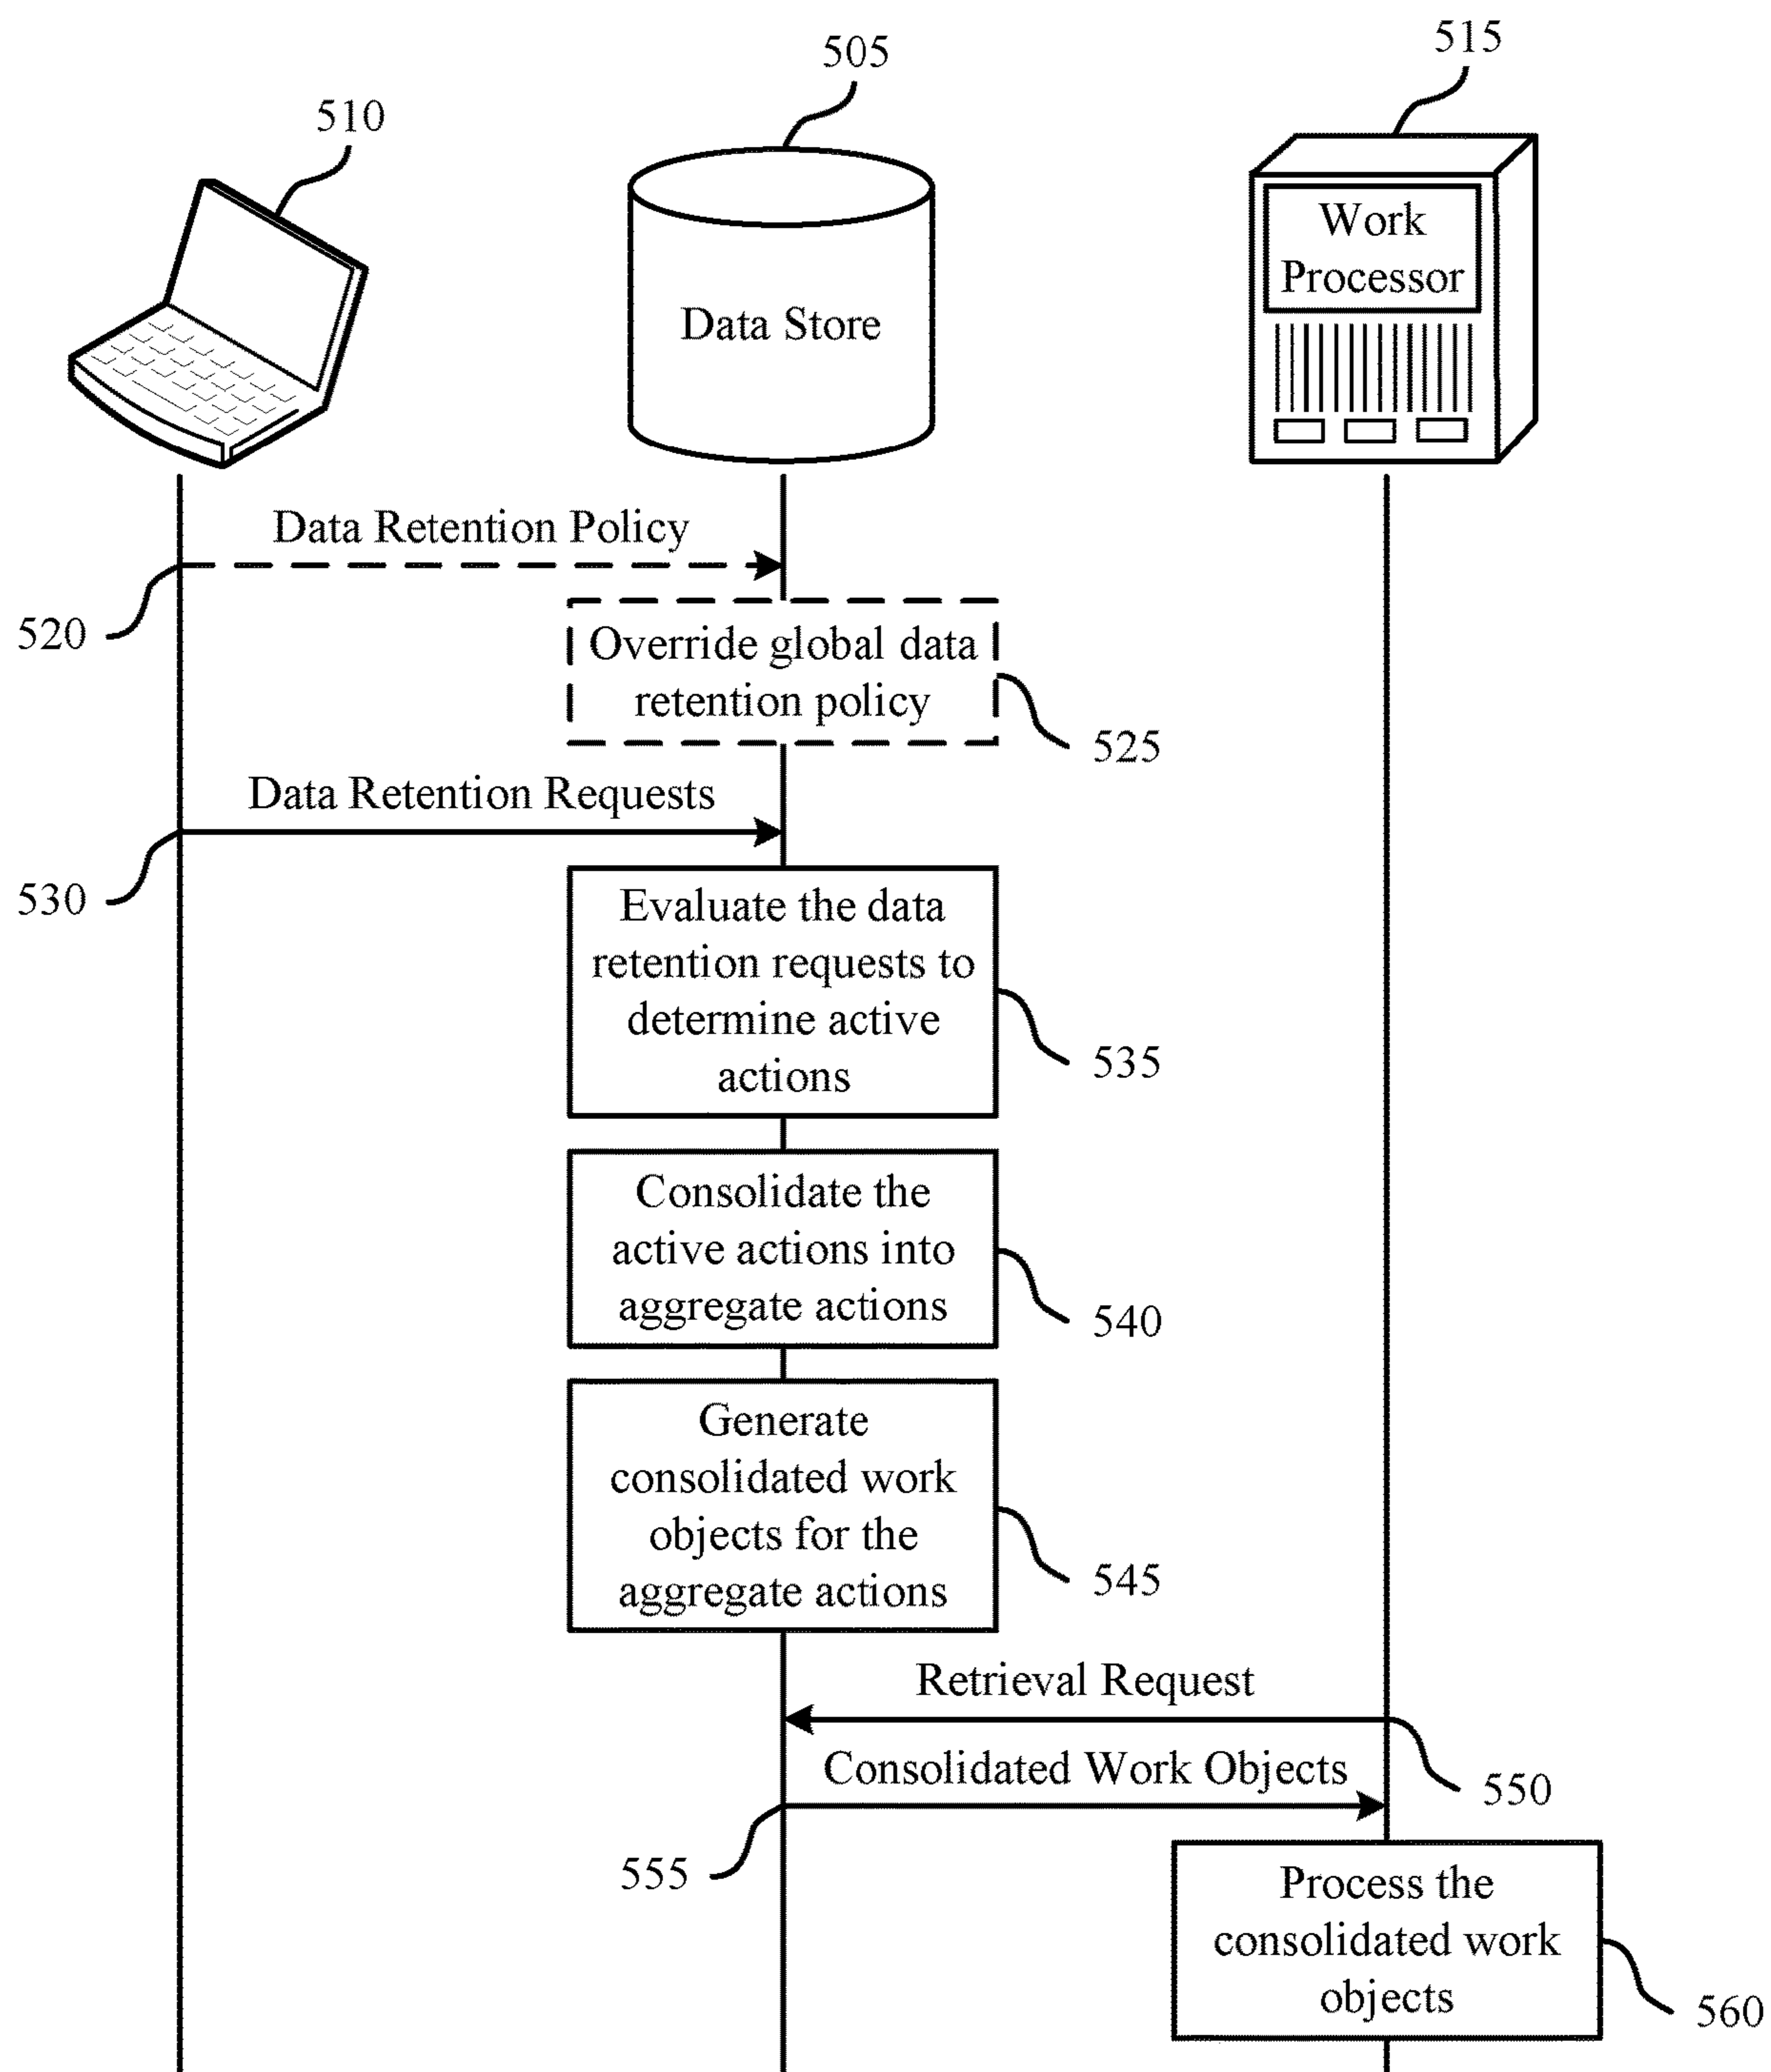 505
515
510
Work
Processor
Data Store
Data Retention Policy
520
Override global data
retention policy
525
Data Retention Requests
530
Evaluate the data
retention requests to
determine active
actions
535
Consolidate the
active actions into
aggregate actions
540
Generate
consolidated work
objects for the
aggregate actions
545
Retrieval Request
550
Consolidated Work Objects
555
Process the
consolidated work
objects
560